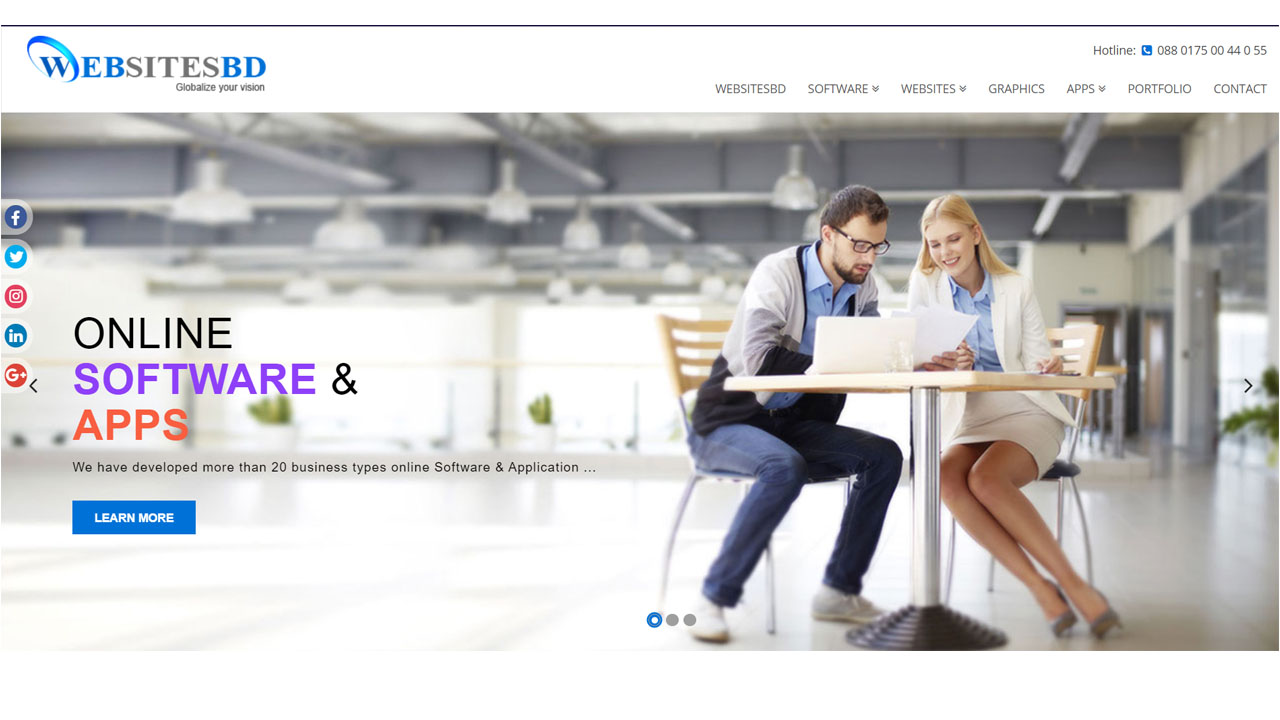 WEBSITESBD
Globalize your vision
Hotline: 088 0175 00 44 0 55
WEBSITESBD SOFTWARE WEBSITES GRAPHICS APPS PORTFOLIO CONTACT
ONLINE
SOFTWARE &
APPS
We have developed more than 20 business types online Software & Application ...
LEARN MORE